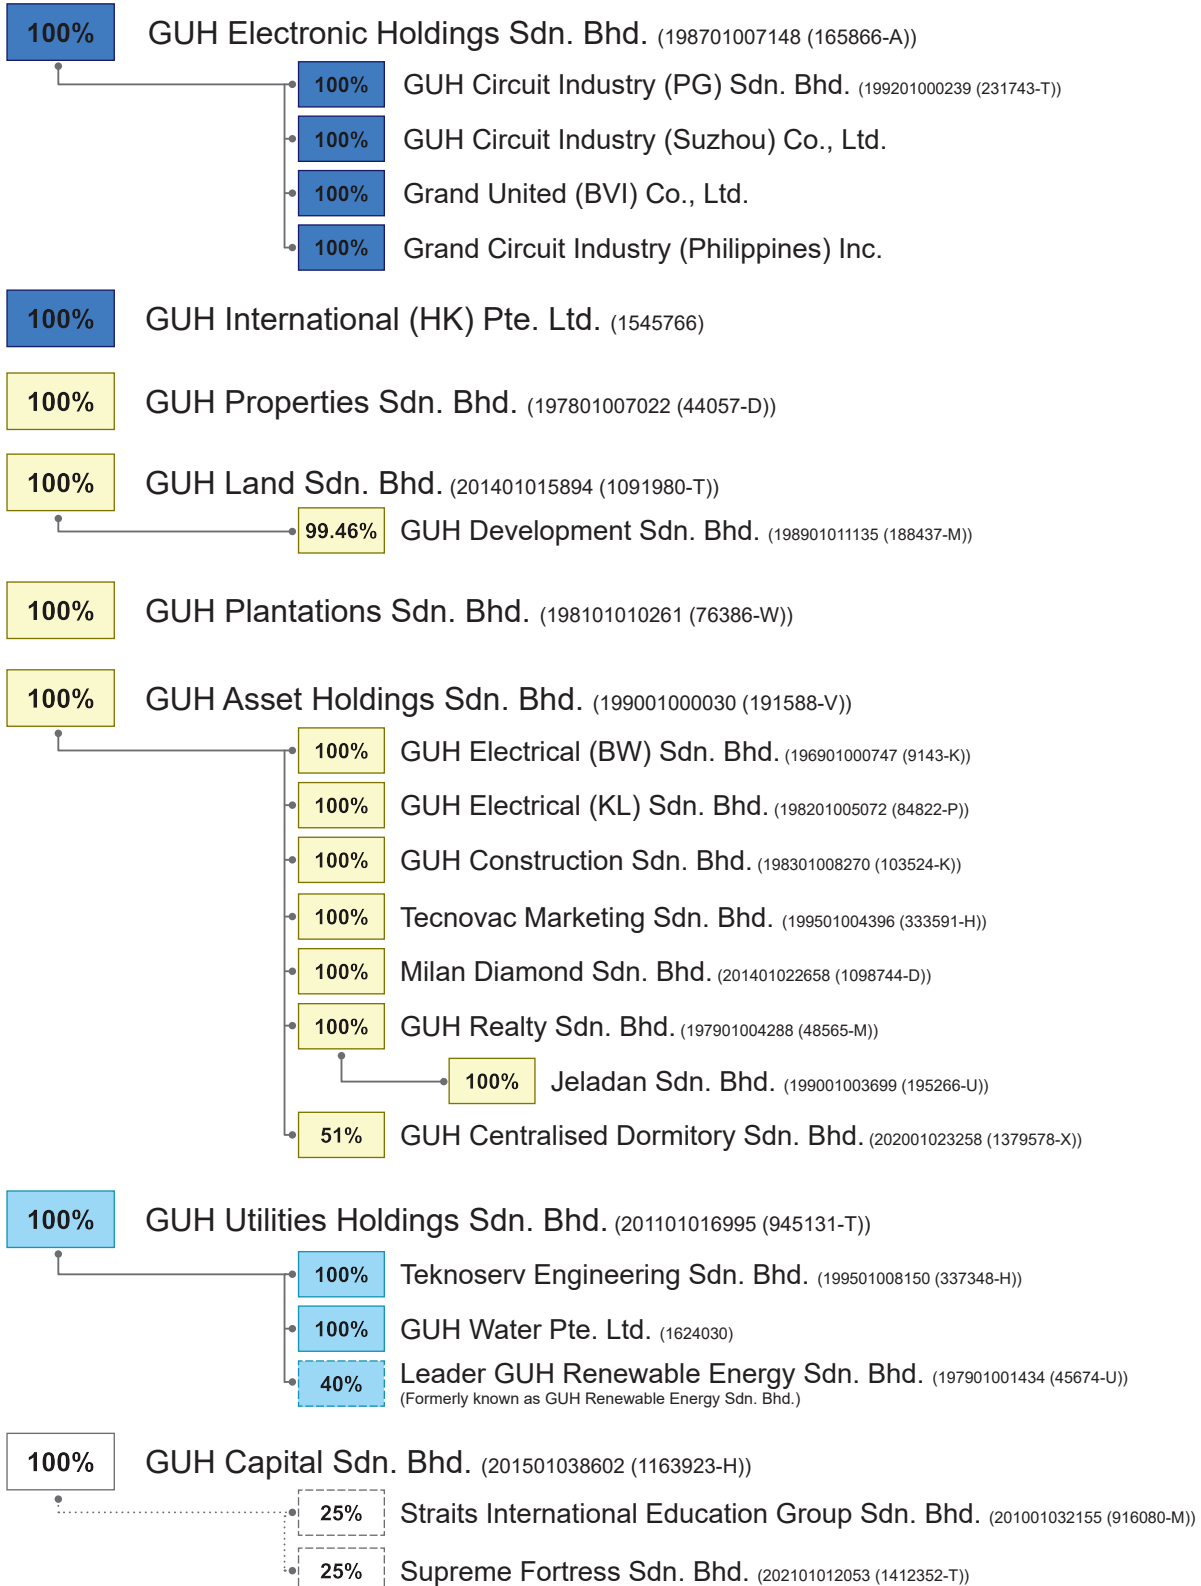 100% GUH Electronic Holdings Sdn. Bhd. (198701007148 (165866-A))
100% GUH Circuit Industry (PG) Sdn. Bhd. (199201000239 (231743-T))
100% GUH Circuit Industry (Suzhou) Co., Ltd.
100% Grand United (BVI) Co., Ltd.
100% Grand Circuit Industry (Philippines) Inc.
100% GUH International (HK) Pte. Ltd. (1545766)
100% GUH Properties Sdn. Bhd. (197801007022 (44057-D))
100% GUH Land Sdn. Bhd. (201401015894 (1091980-T))
99.46% GUH Development Sdn. Bhd. (198901011135 (188437-M))
100% GUH Plantations Sdn. Bhd. (198101010261 (76386-W))
100% GUH Asset Holdings Sdn. Bhd. (199001000030 (191588-V))
100% GUH Electrical (BW) Sdn. Bhd. (196901000747 (9143-K))
100% GUH Electrical (KL) Sdn. Bhd. (198201005072 (84822-P))
100% GUH Construction Sdn. Bhd. (198301008270 (103524-K))
100% Tecnovac Marketing Sdn. Bhd. (199501004396 (333591-H))
100% Milan Diamond Sdn. Bhd. (201401022658 (1098744-D))
100% GUH Realty Sdn. Bhd. (197901004288 (48565-M))
100% Jeladan Sdn. Bhd. (199001003699 (195266-U))
51% GUH Centralised Dormitory Sdn. Bhd. (202001023258 (1379578-X))
100% GUH Utilities Holdings Sdn. Bhd. (201101016995 (945131-T))
100% Teknoserv Engineering Sdn. Bhd. (199501008150 (337348-H))
100% GUH Water Pte. Ltd. (1624030)
40% Leader GUH Renewable Energy Sdn. Bhd. (197901001434 (45674-U))
(Formerly known as GUH Renewable Energy Sdn. Bhd.)
100% GUH Capital Sdn. Bhd. (201501038602 (1163923-H))
25% Straits International Education Group Sdn. Bhd. (201001032155 (916080-M))
25% Supreme Fortress Sdn. Bhd. (202101012053 (1412352-T))